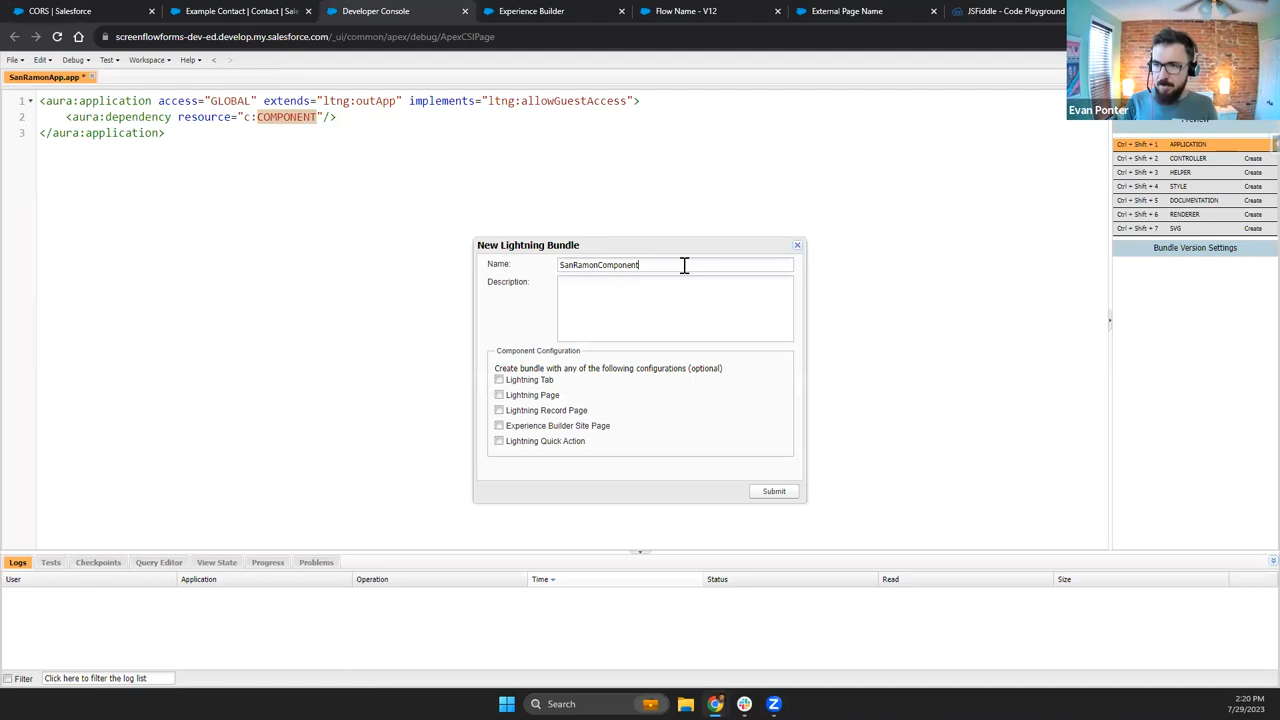 CORS | Salesforce
Example Contact | Contact | Sales
Developer Console
Experience Builder
Flow Name - V12
External Page Name
JSFiddle - Code Playground
screenflowforms-dev-ed.develop.my.salesforce.com/_ui/common/apex/debug/ApexCSIPage
File
Edit
Debug
Test
Workspace
Help
< >
SanRamonApp.app *
1 <aura:application access="GLOBAL" extends="ltng:outApp" implements="ltng:allowGuestAccess">
2 <aura:dependency resource="c:COMPONENT"/>
3 </aura:application>
Evan Ponter
Preview
Ctrl + Shift + 1 APPLICATION
Ctrl + Shift + 2 CONTROLLER Create
Ctrl + Shift + 3 HELPER Create
Ctrl + Shift + 4 STYLE Create
Ctrl + Shift + 5 DOCUMENTATION Create
Ctrl + Shift + 6 RENDERER Create
Ctrl + Shift + 7 SVG Create
Bundle Version Settings
New Lightning Bundle
Name: SanRamonComponent
Description:
Component Configuration
Create bundle with any of the following configurations (optional)
Lightning Tab
Lightning Page
Lightning Record Page
Experience Builder Site Page
Lightning Quick Action
Submit
Logs
Tests
Checkpoints
Query Editor
View State
Progress
Problems
User
Application
Operation
Time
Status
Read
Size
Filter
Click here to filter the log list
Search
2:20 PM
7/29/2023